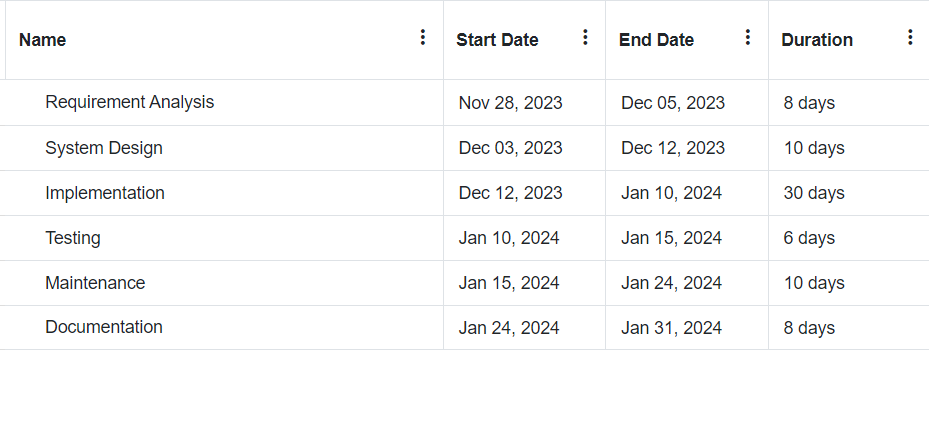 Name Start Date End Date Duration
Requirement Analysis Nov 28, 2023 Dec 05, 2023 8 days
System Design Dec 03, 2023 Dec 12, 2023 10 days
Implementation Dec 12, 2023 Jan 10, 2024 30 days
Testing Jan 10, 2024 Jan 15, 2024 6 days
Maintenance Jan 15, 2024 Jan 24, 2024 10 days
Documentation Jan 24, 2024 Jan 31, 2024 8 days